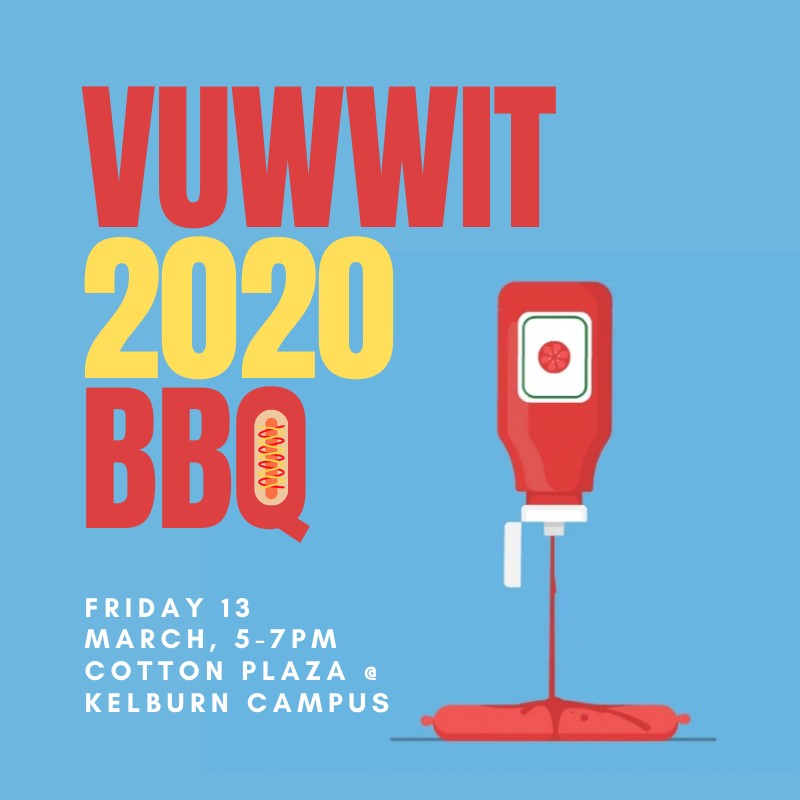 VUWWIT
2020
BBQ
FRIDAY 13
MARCH, 5-7PM
COTTON PLAZA @
KELBURN CAMPUS